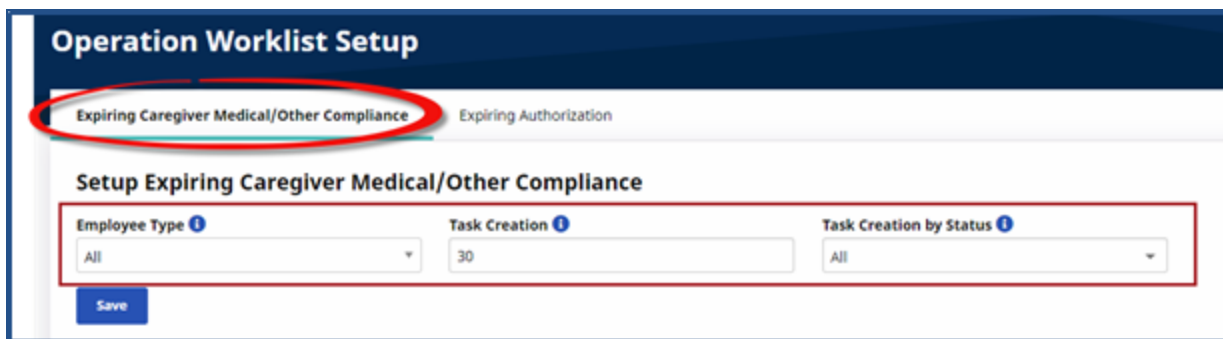 Operation Worklist Setup
Expiring Caregiver Medical/Other Compliance Expiring Authorization
Setup Expiring Caregiver Medical/Other Compliance
Employee Type Task Creation Task Creation by Status
All 30 All
Save